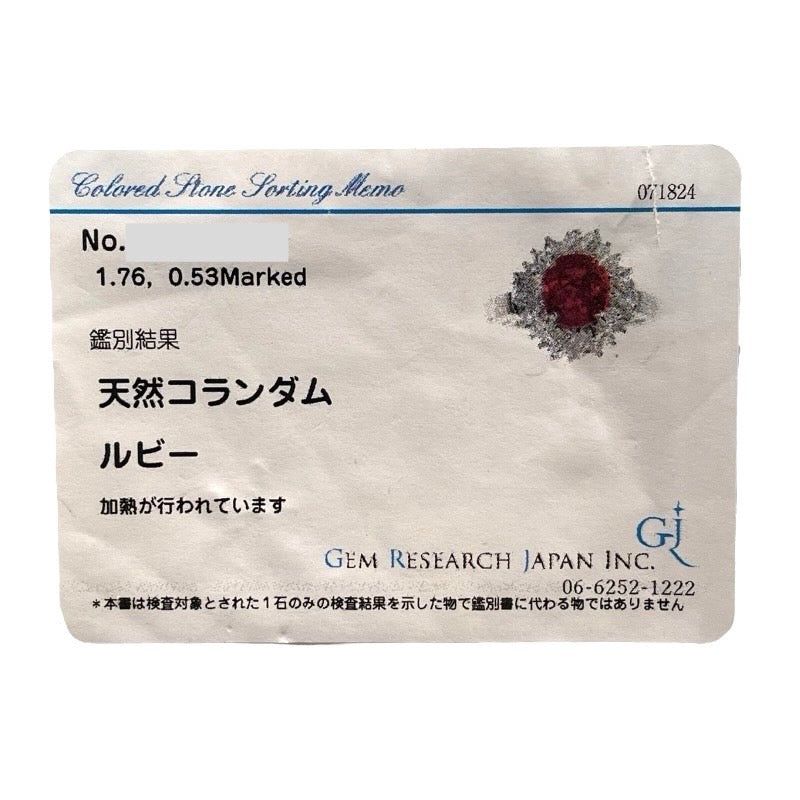 Colored Stone Sorting Memo
071824
No.
1.76, 0.53Marked
鑑別結果
天然コランダム
ルビー
加熱が行われています
GJ
GEM RESEARCH JAPAN INC.
06-6252-1222
*本書は検査対象とされた1石のみの検査結果を示した物で鑑別書に代わる物ではありません